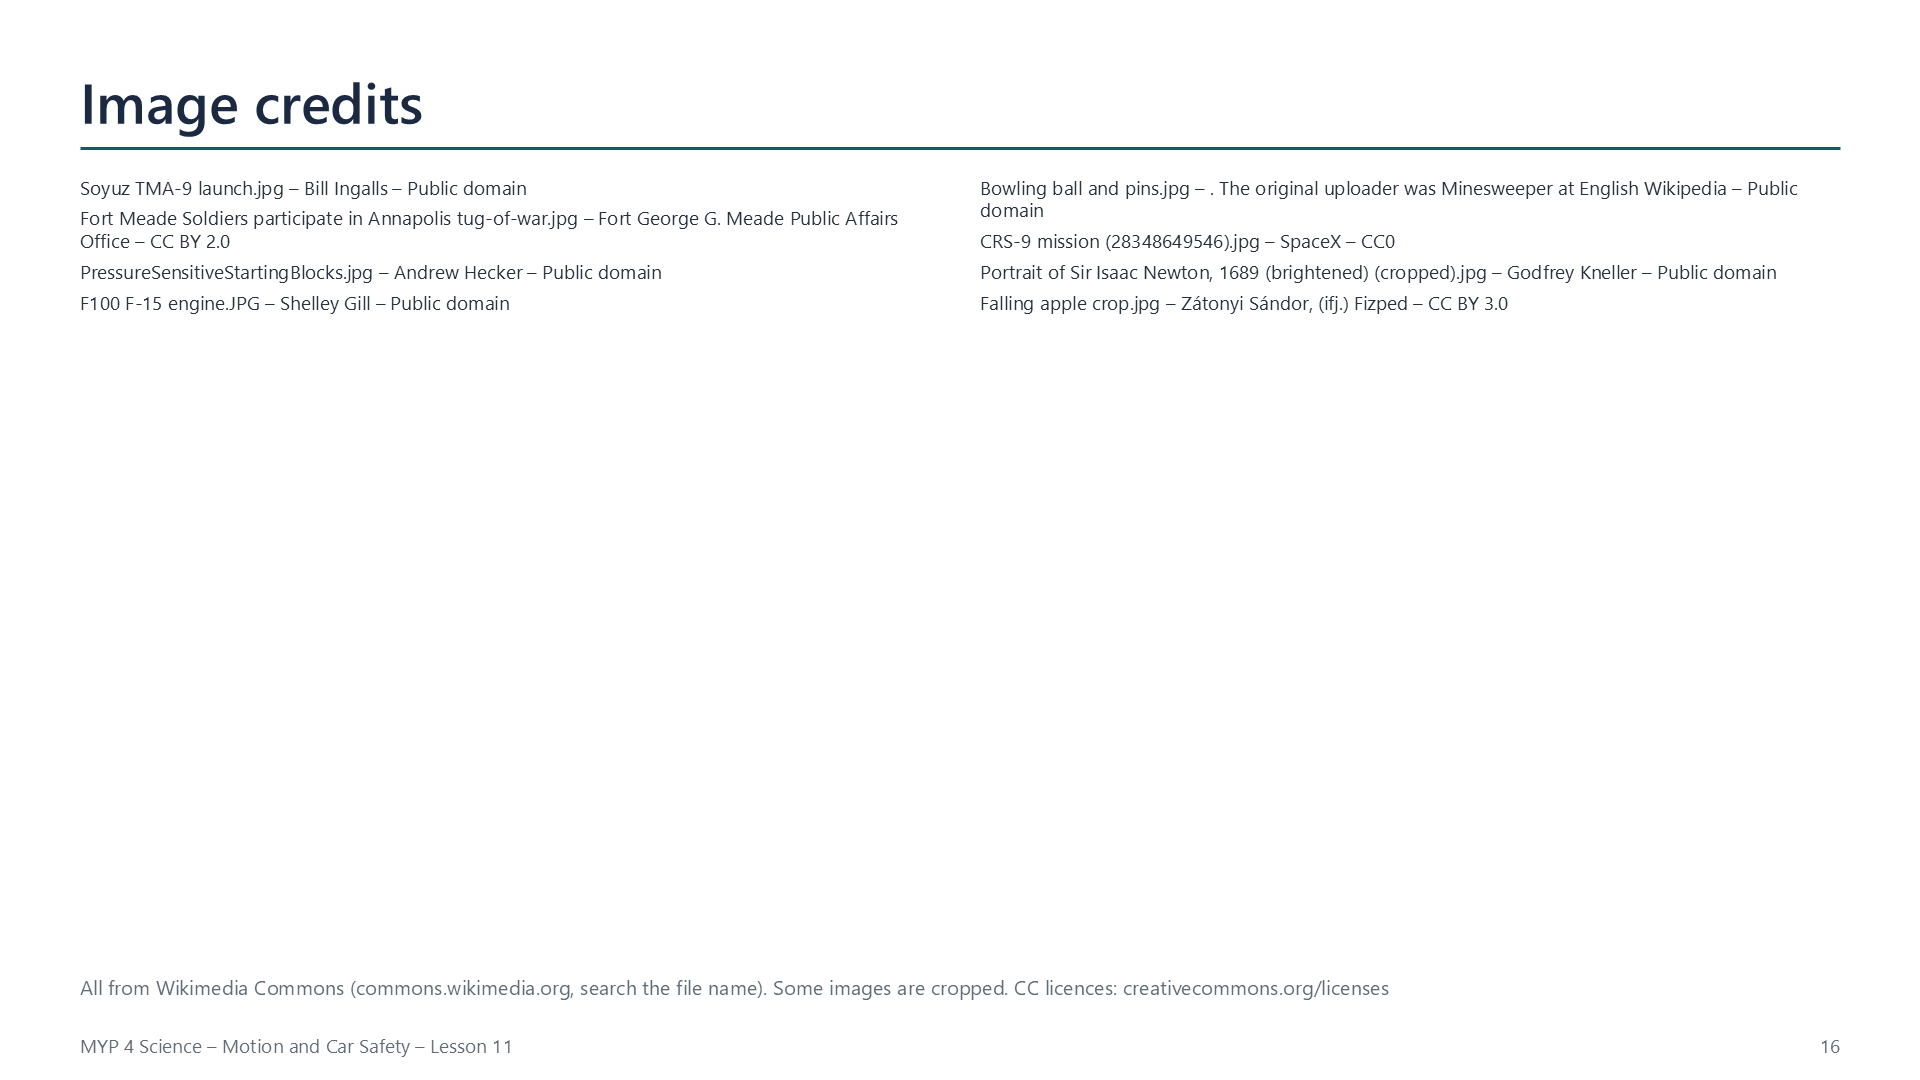 Image credits
Soyuz TMA-9 launch.jpg – Bill Ingalls – Public domain
Fort Meade Soldiers participate in Annapolis tug-of-war.jpg – Fort George G. Meade Public Affairs
Office – CC BY 2.0
PressureSensitiveStartingBlocks.jpg – Andrew Hecker – Public domain
F100 F-15 engine.JPG – Shelley Gill – Public domain
Bowling ball and pins.jpg – . The original uploader was Minesweeper at English Wikipedia – Public
domain
CRS-9 mission (28348649546).jpg – SpaceX – CC0
Portrait of Sir Isaac Newton, 1689 (brightened) (cropped).jpg – Godfrey Kneller – Public domain
Falling apple crop.jpg – Zátonyi Sándor, (ifj.) Fizped – CC BY 3.0
All from Wikimedia Commons (commons.wikimedia.org, search the file name). Some images are cropped. CC licences: creativecommons.org/licenses
MYP 4 Science – Motion and Car Safety – Lesson 11
16